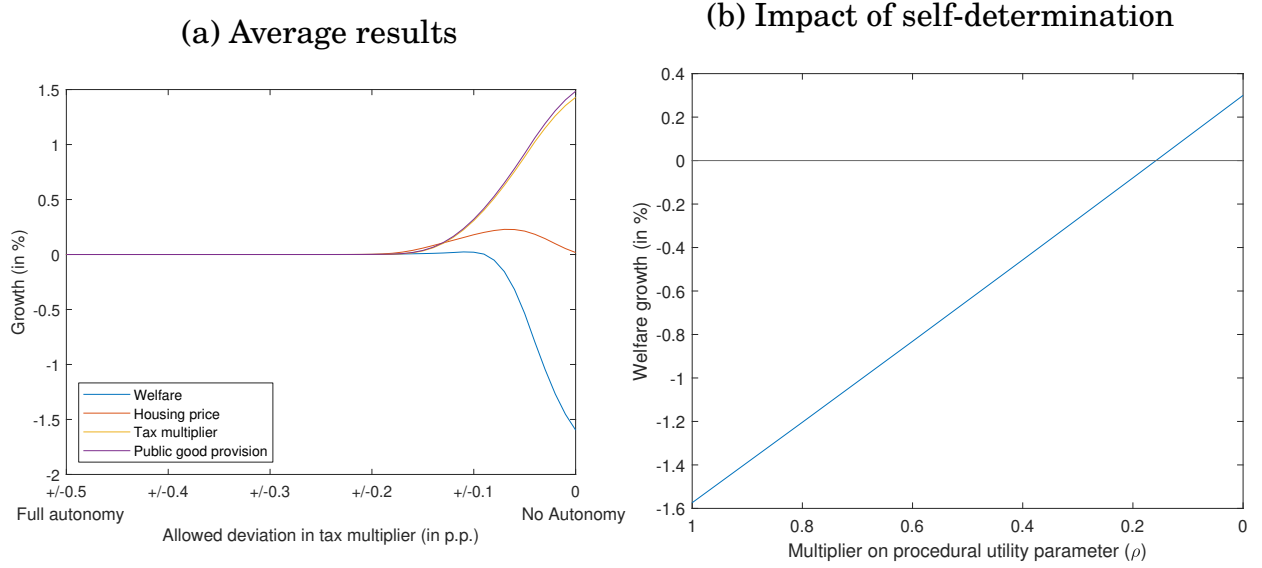 (a) Average results
1.5
1
0.5
0
-0.5
-1
-1.5
-2
Growth (in %)
Welfare
Housing price
Tax multiplier
Public good provision
+/-0.5 +/-0.4 +/-0.3 +/-0.2 +/-0.1 0
Full autonomy No Autonomy
Allowed deviation in tax multiplier (in p.p.)
(b) Impact of self-determination
0.4
0.2
0
-0.2
-0.4
-0.6
-0.8
-1
-1.2
-1.4
-1.6
Welfare growth (in %)
1 0.8 0.6 0.4 0.2 0
Multiplier on procedural utility parameter (ρ)